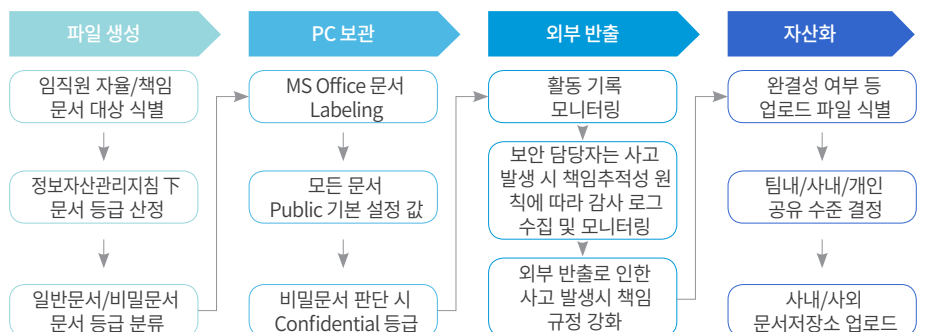 파일 생성
임직원 자율/책임
문서 대상 식별
정보자산관리지침 下
문서 등급 산정
일반문서/비밀문서
문서 등급 분류
PC 보관
MS Office 문서
Labeling
모든 문서
Public 기본 설정 값
비밀문서 판단 시
Confidential 등급
외부 반출
활동 기록
모니터링
보안 담당자는 사고
발생 시 책임추적성 원
칙에 따라 감사 로그
수집 및 모니터링
외부 반출로 인한
사고 발생시 책임
규정 강화
자산화
완결성 여부 등
업로드 파일 식별
팀내/사내/개인
공유 수준 결정
사내/사외
문서저장소 업로드